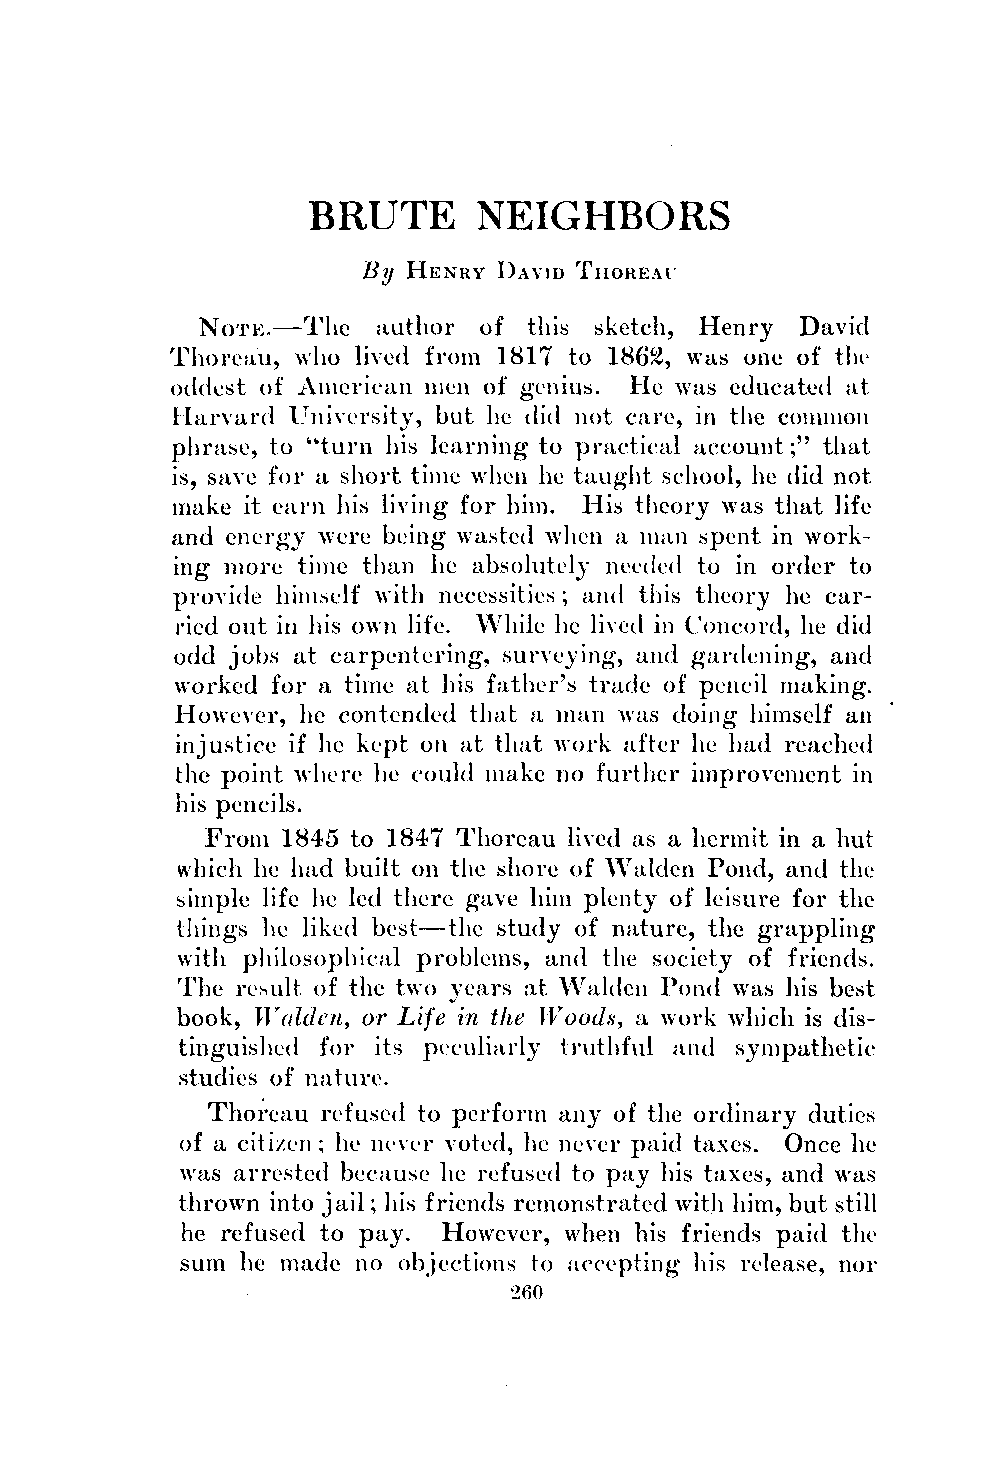 BRUTE NEIGHBORS
By HENRY DAVID THOREAU
NOTE.—The author of this sketch, Henry David
Thoreau, who lived from 1817 to 1862, was one of the
oddest of American men of genius. He was educated at
Harvard University, but he did not care, in the common
phrase, to "turn his learning to practical account;" that
is, save for a short time when he taught school, he did not
make it earn his living for him. His theory was that life
and energy were being wasted when a man spent in work-
ing more time than he absolutely needed to in order to
provide himself with necessities; and this theory he car-
ried out in his own life. While he lived in Concord, he did
odd jobs at carpentering, surveying, and gardening, and
worked for a time at his father's trade of pencil making.
However, he contended that a man was doing himself an
injustice if he kept on at that work after he had reached
the point where he could make no further improvement in
his pencils.
From 1845 to 1847 Thoreau lived as a hermit in a hut
which he had built on the shore of Walden Pond, and the
simple life he led there gave him plenty of leisure for the
things he liked best—the study of nature, the grappling
with philosophical problems, and the society of friends.
The result of the two years at Walden Pond was his best
book, Walden, or Life in the Woods, a work which is dis-
tinguished for its peculiarly truthful and sympathetic
studies of nature.
Thoreau refused to perform any of the ordinary duties
of a citizen; he never voted, he never paid taxes. Once he
was arrested because he refused to pay his taxes, and was
thrown into jail; his friends remonstrated with him, but still
he refused to pay. However, when his friends paid the
sum he made no objections to accepting his release, nor
260